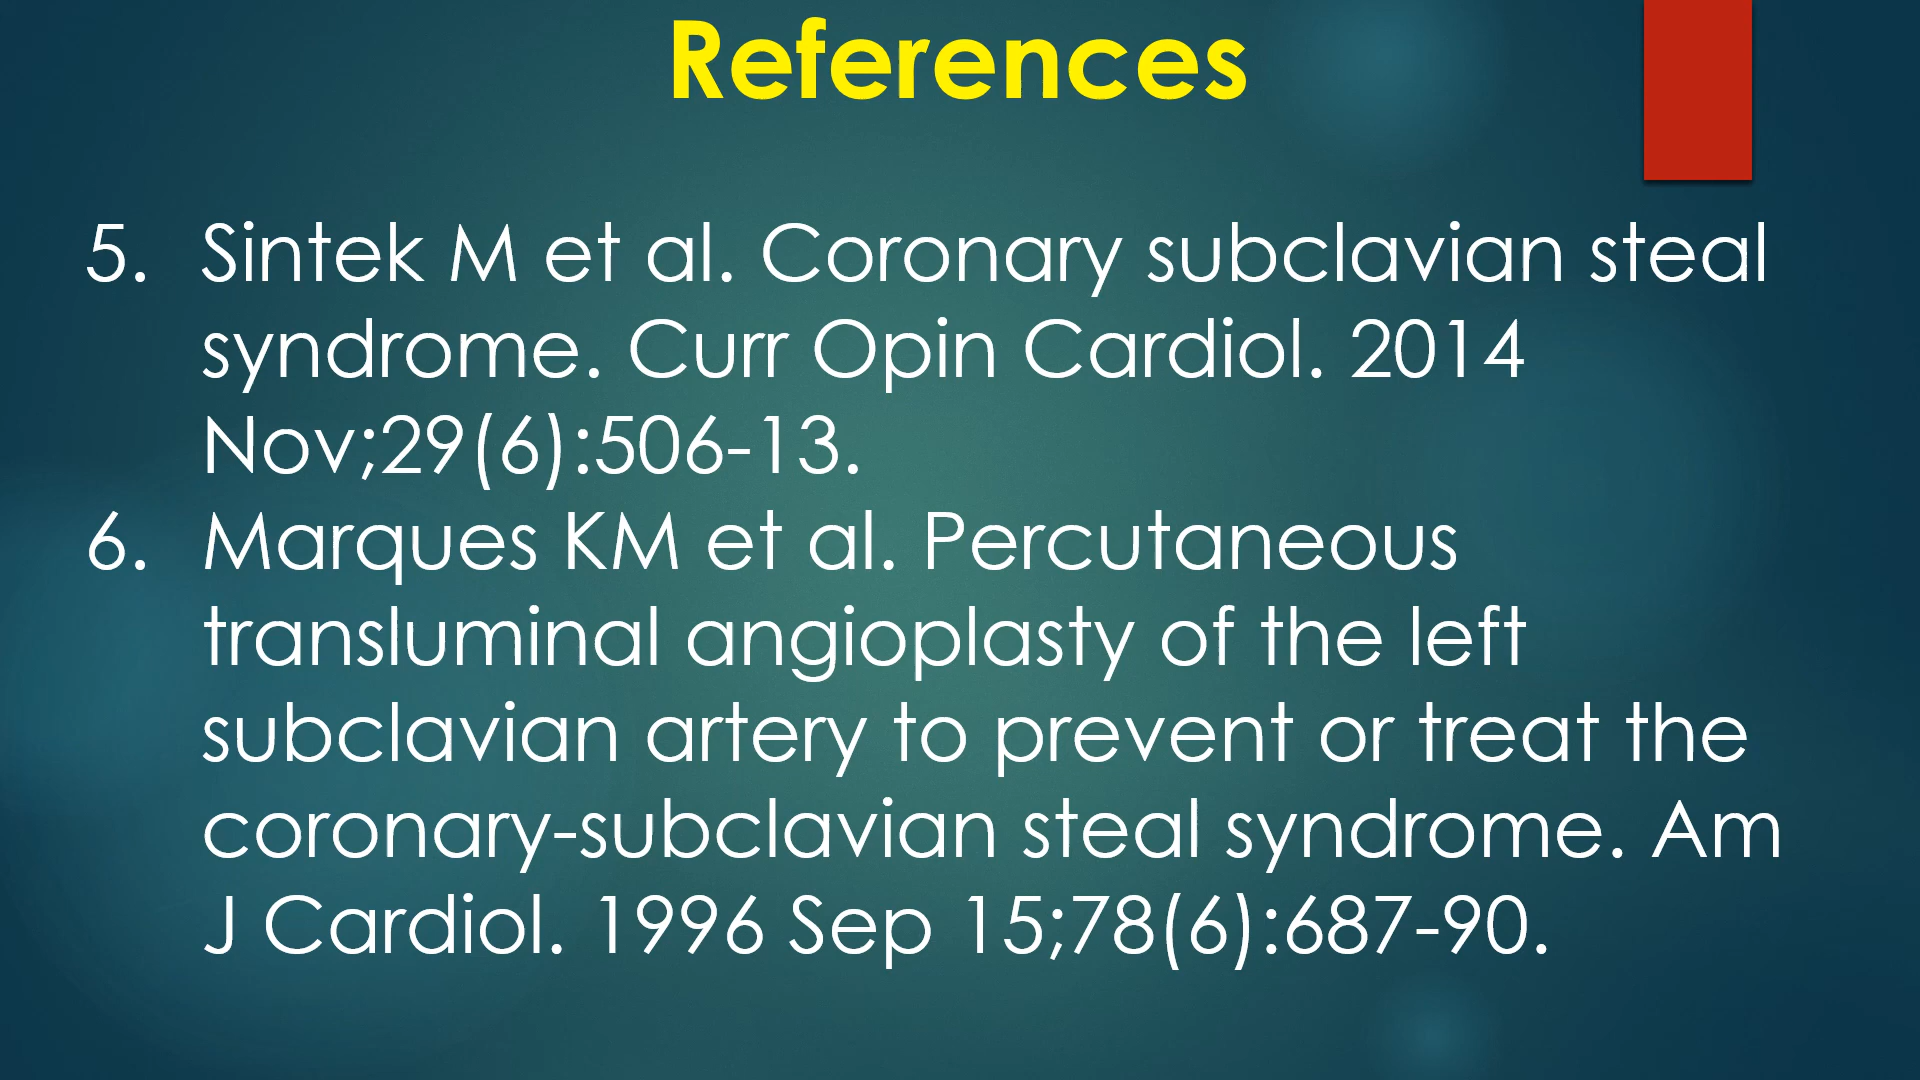 References
5. Sintek M et al. Coronary subclavian steal
syndrome. Curr Opin Cardiol. 2014
Nov;29(6):506-13.
6. Marques KM et al. Percutaneous
transluminal angioplasty of the left
subclavian artery to prevent or treat the
coronary-subclavian steal syndrome. Am
J Cardiol. 1996 Sep 15;78(6):687-90.